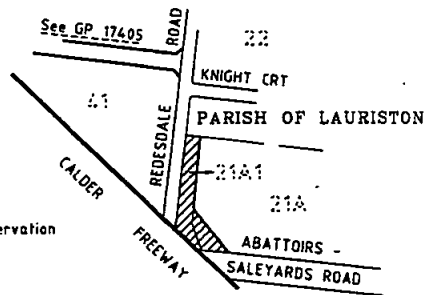 See GP 17405
ROAD
22
KNIGHT CRT
41
PARISH OF LAURISTON
REDESDALE
21A1
CALDER
21A
ervation
FREEWAY
ABATTOIRS -
SALEYARDS ROAD